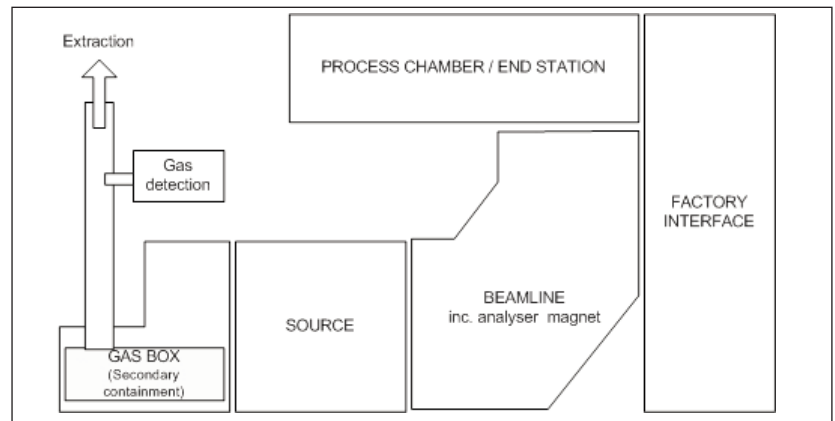 Extraction
PROCESS CHAMBER / END STATION
Gas
detection
FACTORY
INTERFACE
BEAMLINE
inc. analyser magnet
SOURCE
GAS BOX
(Secondary
containment)